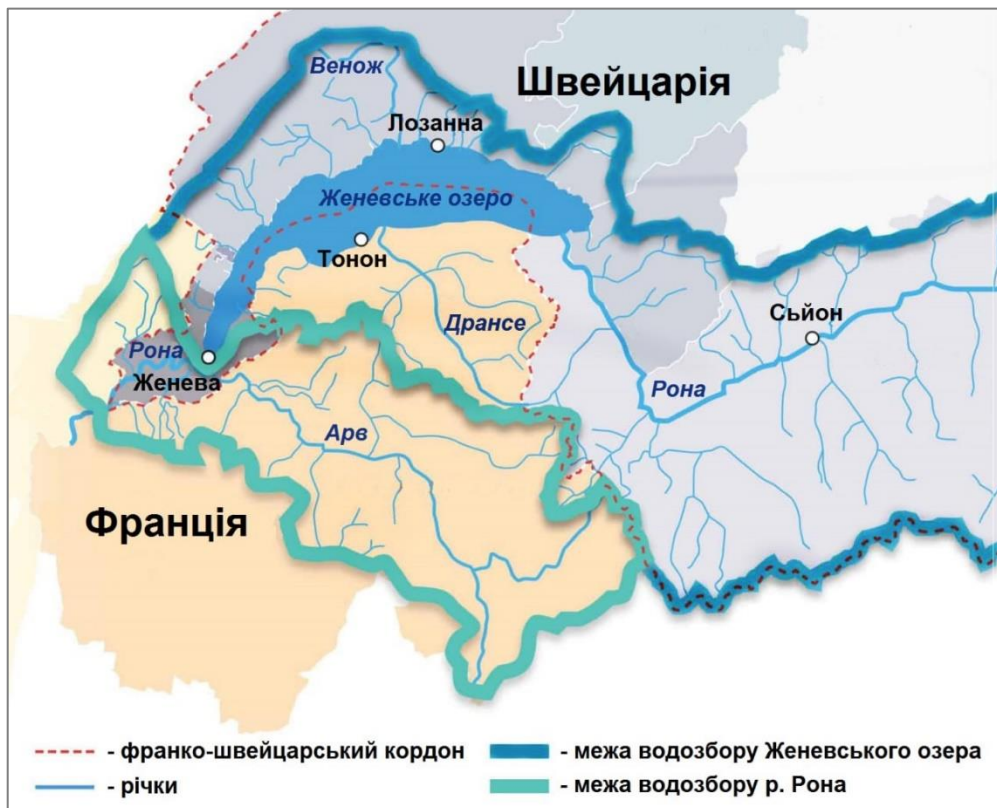 Венож
Швейцарія
Лозанна
Женевське озеро
Тонон
Сьйон
Дрансе
Рона
Рона
Женева
Арв
Франція
- франко-швейцарський кордон
- межа водозбору Женевського озера
- річки
- межа водозбору р. Рона